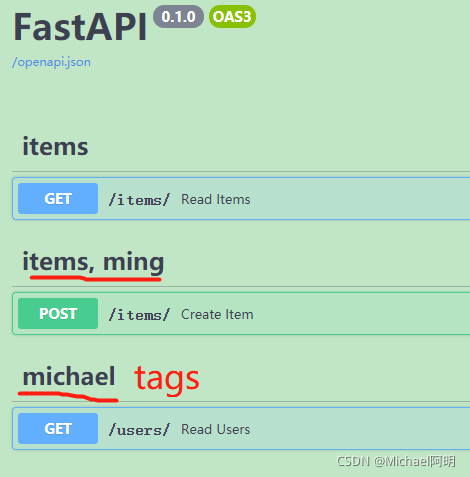 FastAPI 0.1.0 OAS3
/openapi.json
items
GET /items/ Read Items
items, ming
POST /items/ Create Item
michael tags
GET /users/ Read Users
CSDN @Michael阿明